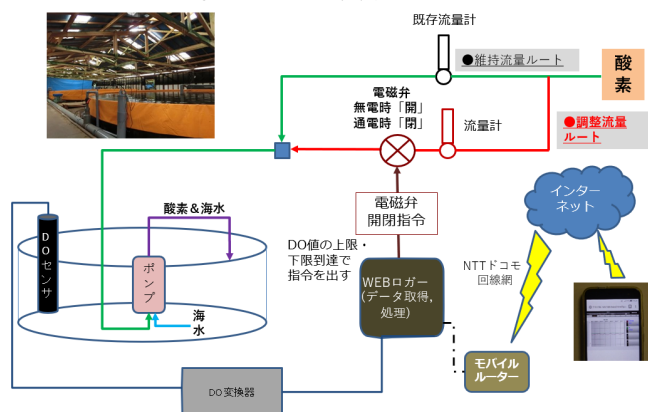 既存流量計
●維持流量ルート
酸
素
電磁弁
無電時「開」
通電時「閉」
流量計
●調整流量
ルート
電磁弁
開閉指令
インター
ネット
酸素&海水
DOセンサ
ポンプ
DO値の上限・
下限到達で
指令を出す
WEBロガー
(データ取得,
処理)
NTTドコモ
回線網
海
水
モバイル
ルーター
DO変換器